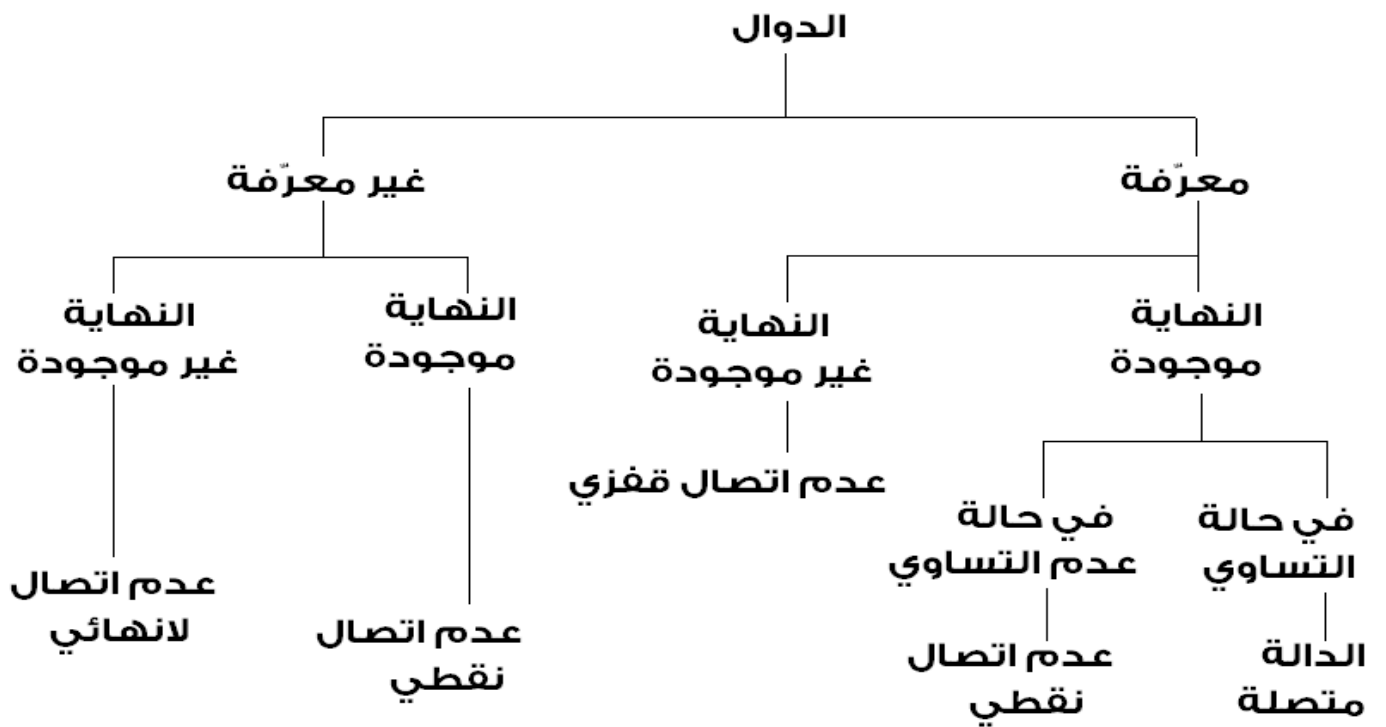 الدوال
معرّفة
غير معرّفة
النهاية
موجودة
النهاية
غير موجودة
النهاية
موجودة
النهاية
غير موجودة
عدم اتصال قفزي
في حالة
التساوي
في حالة
عدم التساوي
عدم اتصال
لانهائي
عدم اتصال
نقطي
الدالة
متصلة
عدم اتصال
نقطي